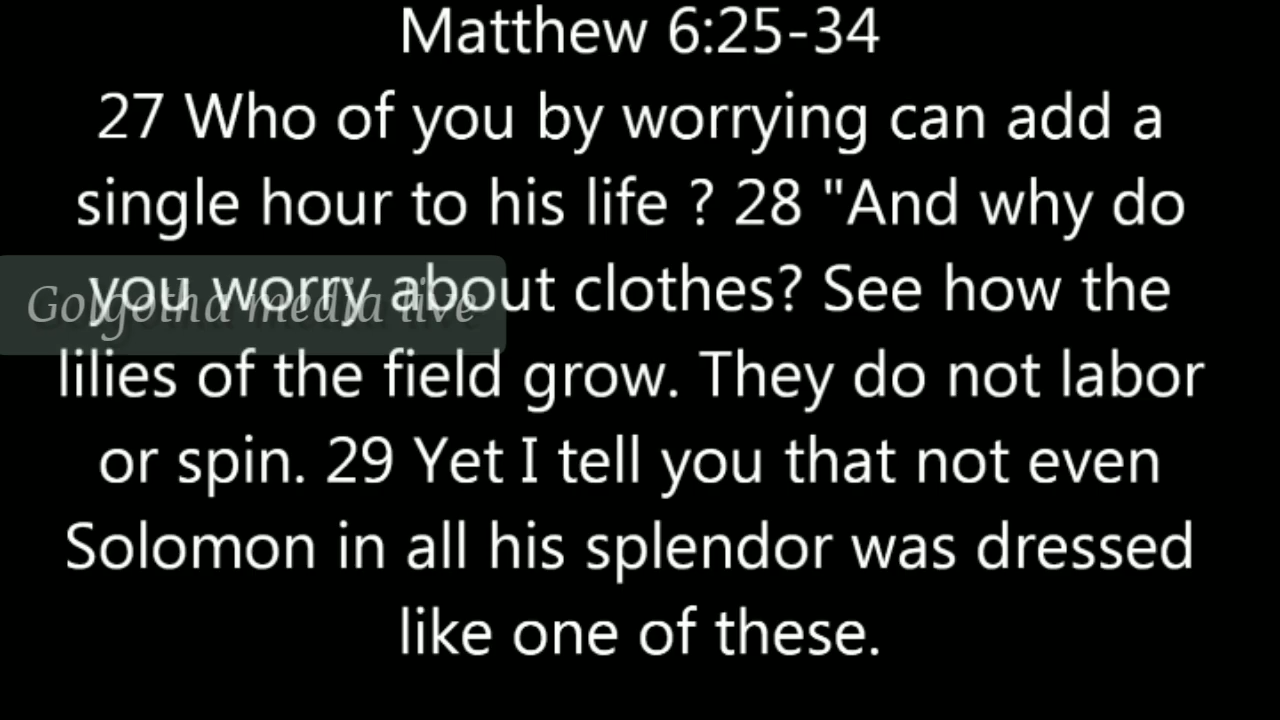 Matthew 6:25-34
27 Who of you by worrying can add a
single hour to his life ? 28 "And why do
you worry about clothes? See how the
Golgotha media live
lilies of the field grow. They do not labor
or spin. 29 Yet I tell you that not even
Solomon in all his splendor was dressed
like one of these.